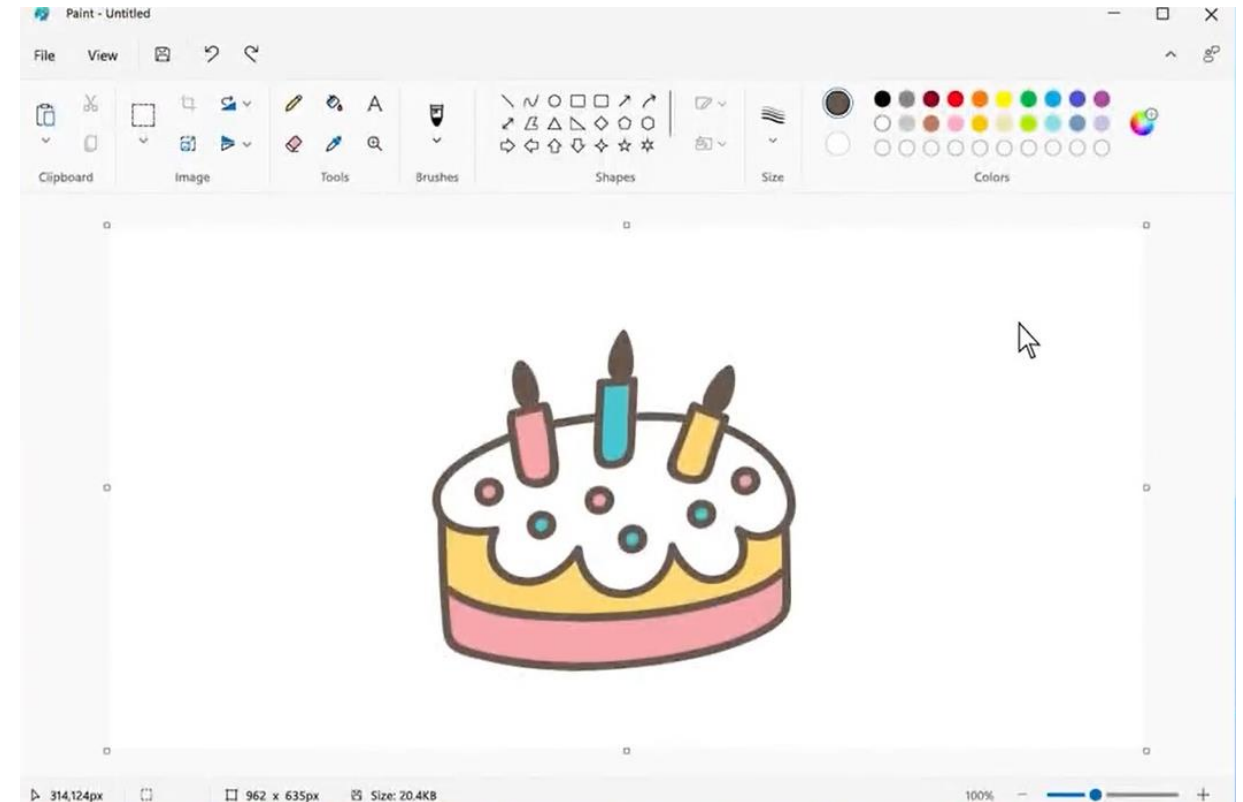 Paint - Untitled
File View
A
Clipboard Image Tools Brushes Shapes Size Colors
314,124px 962 x 635px Size: 20.4KB 100%